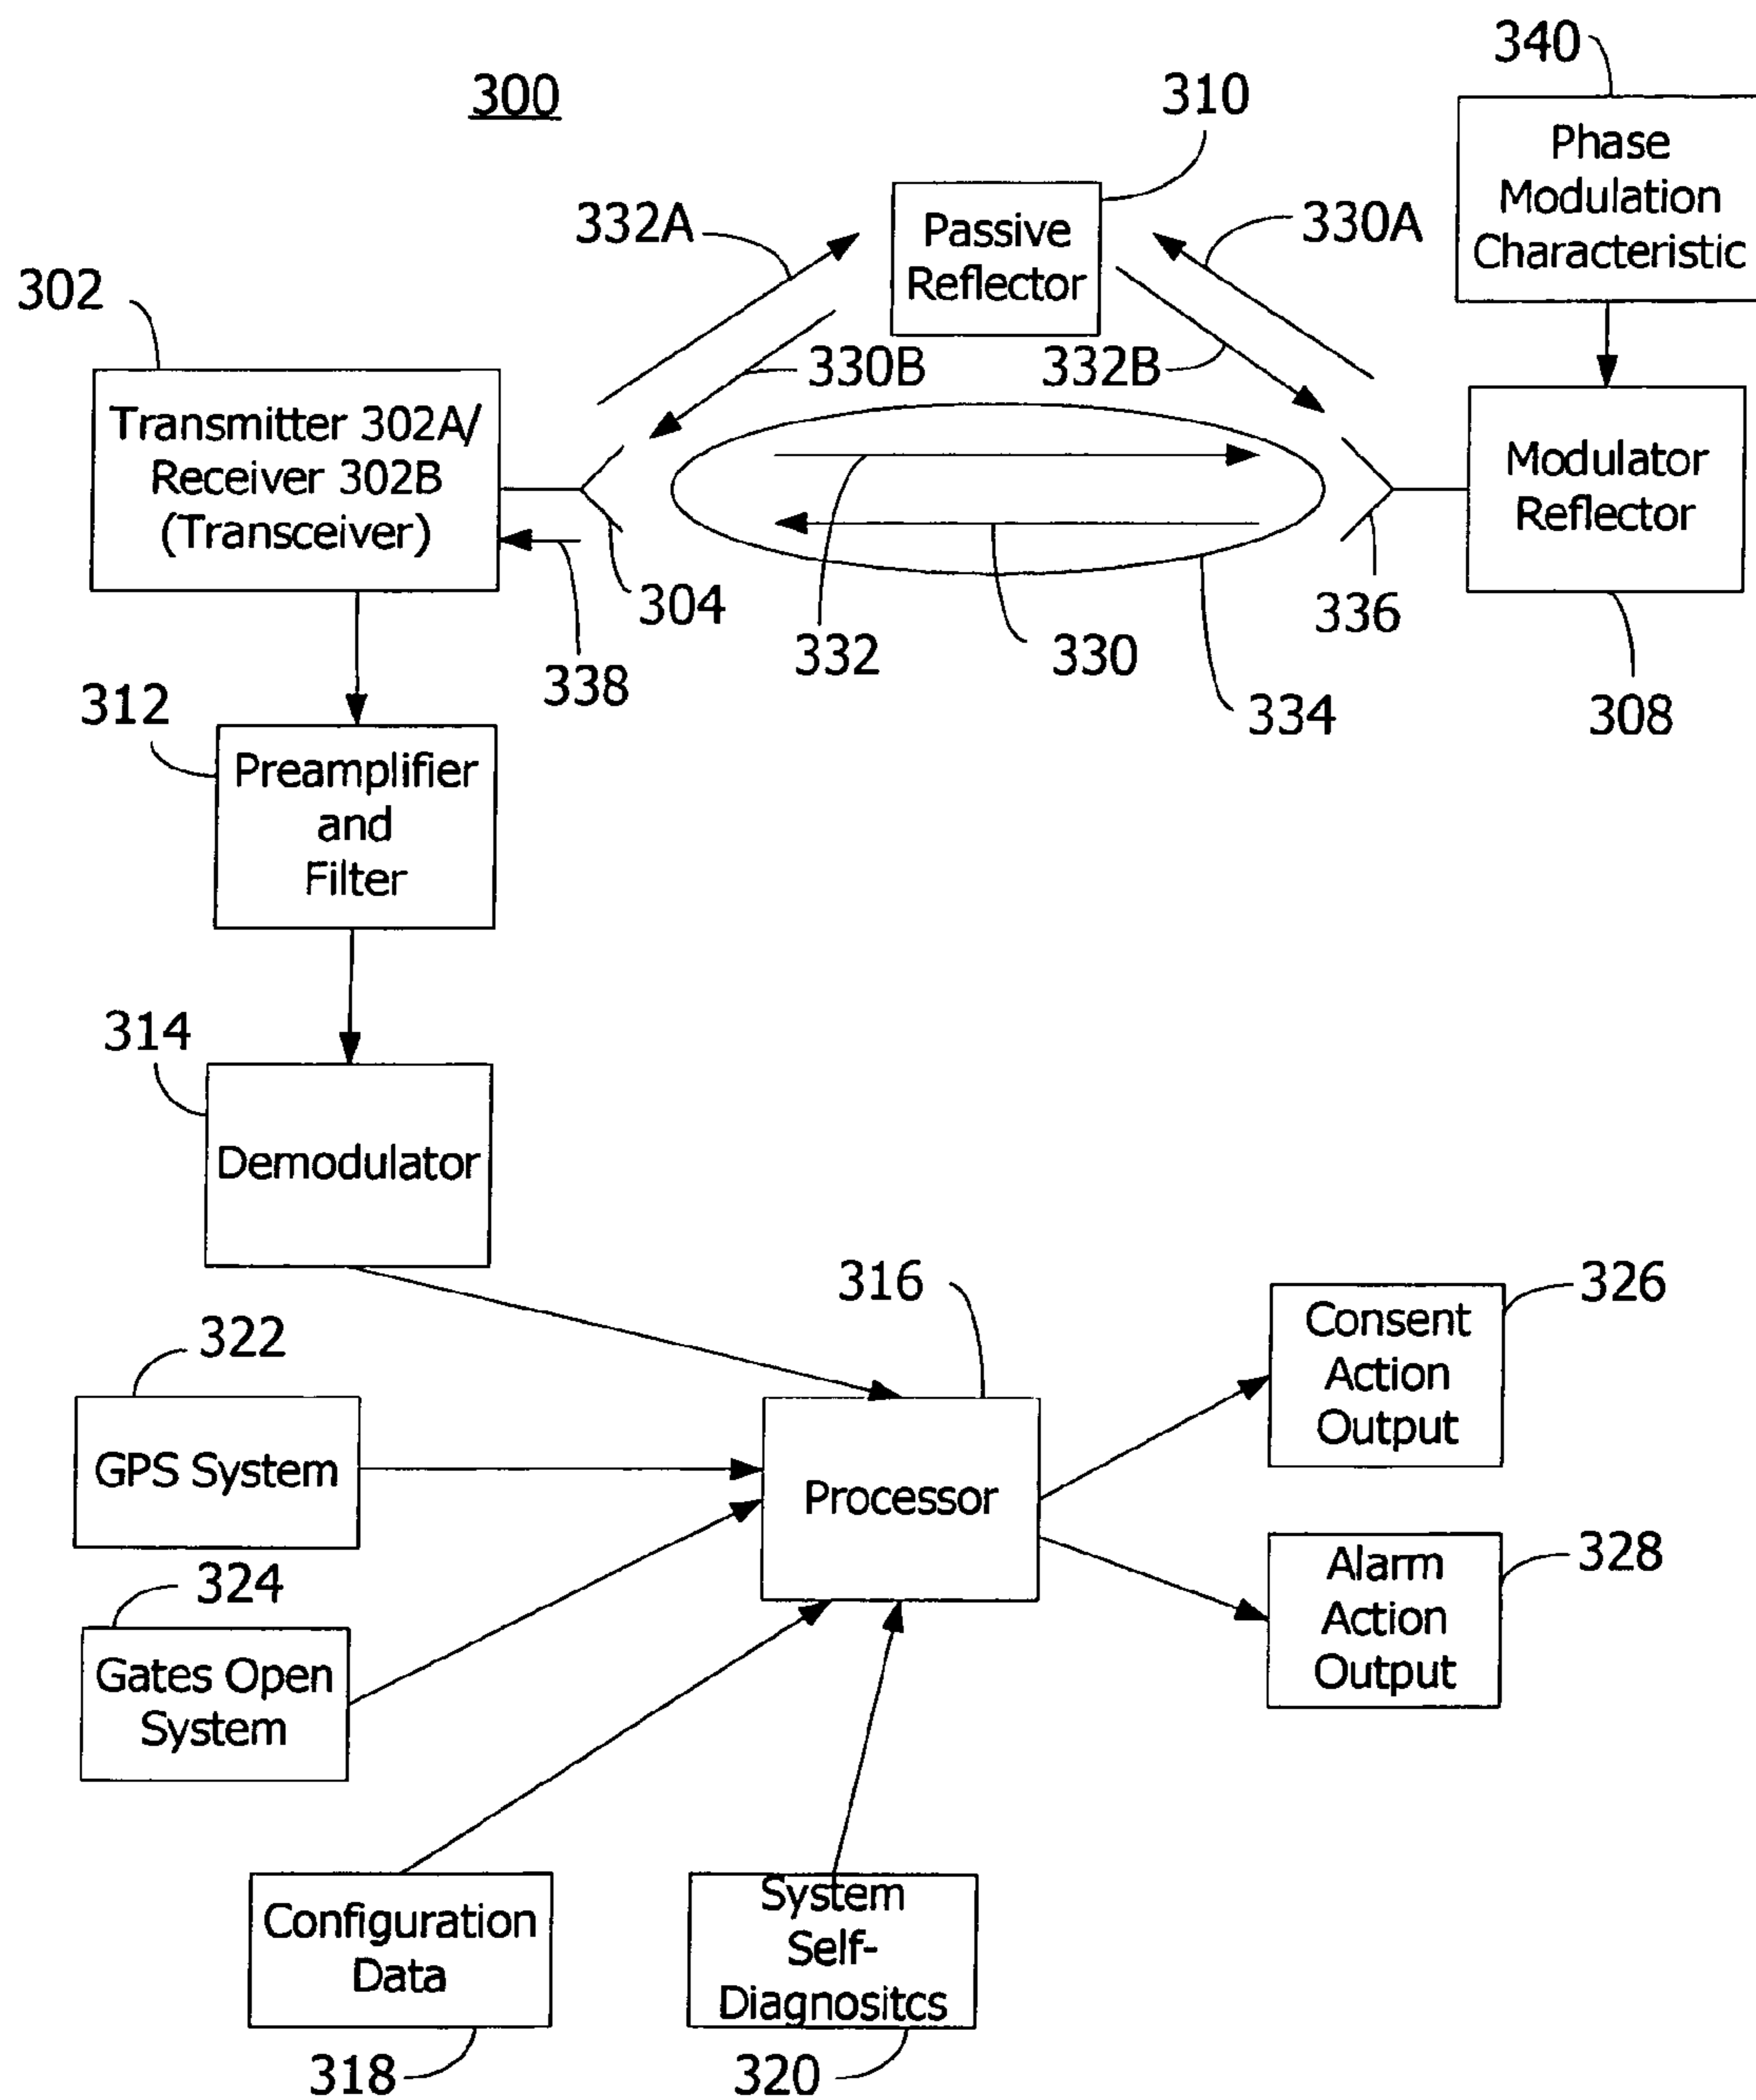 340
300
310
Phase
Modulation
Characteristic
332A
Passive
Reflector
330A
302
330B
332B
Transmitter 302A/
Receiver 302B
(Transceiver)
Modulator
Reflector
304
332
330
336
338
334
308
312
Preamplifier
and
Filter
314
Demodulator
316
326
Consent
Action
Output
322
GPS System
Processor
328
Alarm
Action
Output
324
Gates Open
System
Configuration
Data
System
Self-
Diagnositcs
318
320